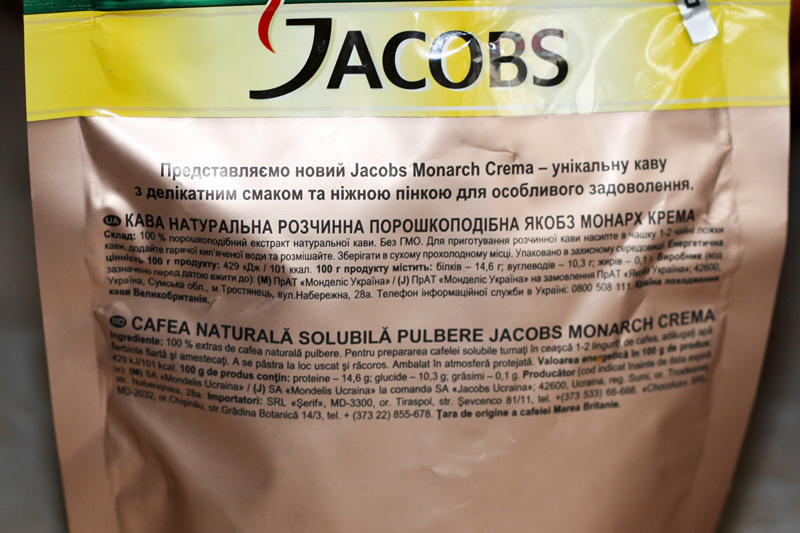 JACOBS
Представляємо новий Jacobs Monarch Crema – унікальну каву
з делікатним смаком та ніжною пінкою для особливого задоволення.
UA КАВА НАТУРАЛЬНА РОЗЧИННА ПОРОШКОПОДІБНА ЯКОБЗ МОНАРХ КРЕМА
Склад: 100 % порошкоподібний екстракт натуральної кави. Без ГМО. Для приготування розчинної кави насипте в чашку 1-2 чайні ложки
кави, додайте гарячої кип'яченої води та розмішайте. Зберігати в сухому прохолодному місці. Упаковано в захисному середовищі. Енергетична
цінність 100 г продукту: 429 кДж / 101 ккал. 100 г продукту містить: білків – 14,6 г; вуглеводів – 10,3 г; жирів – 0,1 г. Виробник (код
зазначено перед датою вжити до): (M) ПрАТ «Монделіс Україна» / (J) ПрАТ «Монделіс Україна» на замовлення ПрАТ «Якобз Україна»; 42600,
Україна, Сумська обл., м.Тростянець, вул.Набережна, 28а. Телефон інформаційної служби в Україні: 0800 508 111. Країна походження
кави Великобританія.
MD CAFEA NATURALĂ SOLUBILĂ PULBERE JACOBS MONARCH CREMA
Ingrediente: 100 % extras de cafea naturală pulbere. Pentru prepararea cafelei solubile turnați în ceașcă 1-2 linguri de cafea, adăugați apă
fierbinte fiartă și amestecați. A se păstra la loc uscat și răcoros. Ambalat în atmosferă protejată. Valoarea energetică în 100 g de produs:
429 kJ/101 kcal. 100 g de produs conțin: proteine – 14,6 g; glucide – 10,3 g; grăsimi – 0,1 g. Producător (cod indicat înainte de data expiră
rii): (M) SA «Mondelis Ucraina» / (J) SA «Mondelis Ucraina» la comanda SA «Jacobs Ucraina»; 42600, Ucraina, reg. Sumi, or. Trosteaneț,
str. Naberejna, 28a. Importatori: SRL «Șerif», MD-3300, or. Tiraspol, str. Șevcenco 81/11, tel. +(373 533) 66-666. «Chocolux» SRL,
MD-2032, or.Chișinău, str.Grădina Botanică 14/3, tel. + (373 22) 855-678. Țara de origine a cafelei Marea Britanie.